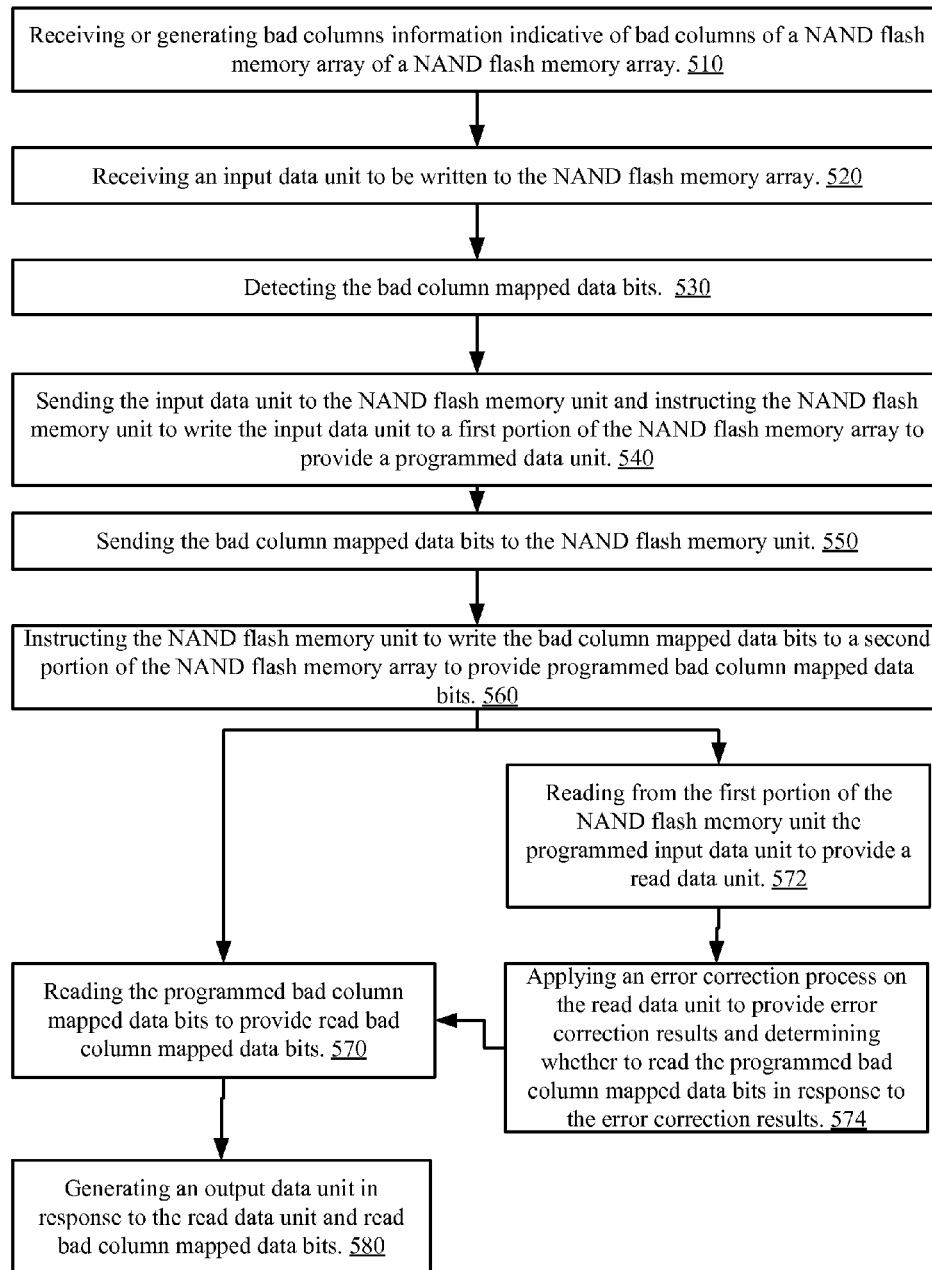 Receiving or generating bad columns information indicative of bad columns of a NAND flash
memory array of a NAND flash memory array. 510
Receiving an input data unit to be written to the NAND flash memory array. 520
Detecting the bad column mapped data bits. 530
Sending the input data unit to the NAND flash memory unit and instructing the NAND flash
memory unit to write the input data unit to a first portion of the NAND flash memory array to
provide a programmed data unit. 540
Sending the bad column mapped data bits to the NAND flash memory unit. 550
Instructing the NAND flash memory unit to write the bad column mapped data bits to a second
portion of the NAND flash memory array to provide programmed bad column mapped data
bits. 560
Reading from the first portion of the
NAND flash memory unit the
programmed input data unit to provide a
read data unit. 572
Reading the programmed bad column
mapped data bits to provide read bad
column mapped data bits. 570
Applying an error correction process on
the read data unit to provide error
correction results and determining
whether to read the programmed bad
column mapped data bits in response to
the error correction results. 574
Generating an output data unit in
response to the read data unit and read
bad column mapped data bits. 580